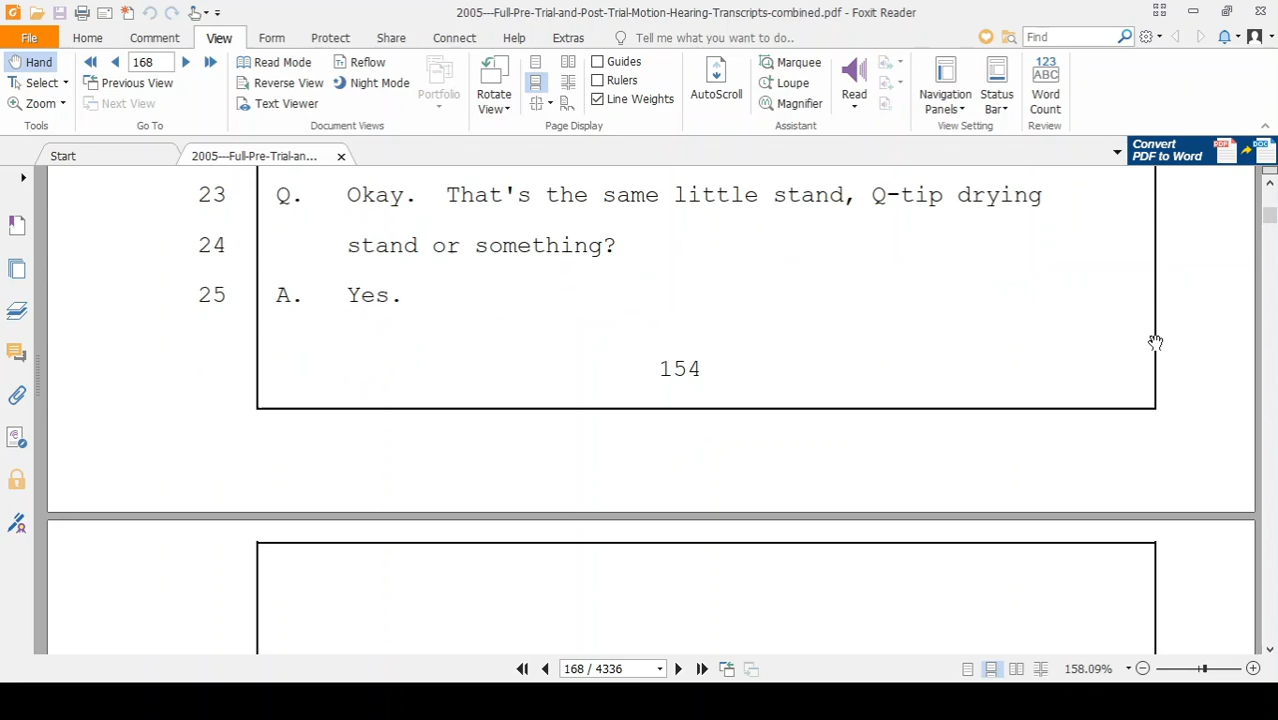 2005---Full-Pre-Trial-and-Post-Trial-Motion-Hearing-Transcripts-combined.pdf - Foxit Reader
File Home Comment View Form Protect Share Connect Help Extras Tell me what you want to do.. Find
Hand 168 Read Mode Reflow Guides Marquee
Select Previous View Reverse View Night Mode Rulers Loupe
Zoom Next View Text Viewer Portfolio Rotate View Line Weights AutoScroll Magnifier Read Navigation Panels Status Bar 123 ABC Word Count
Tools Go To Document Views Page Display Assistant View Setting Review
Start 2005---Full-Pre-Trial-an... Convert PDF to Word
23 Q. Okay. That's the same little stand, Q-tip drying
24 stand or something?
25 A. Yes.
154
168 / 4336 158.09%